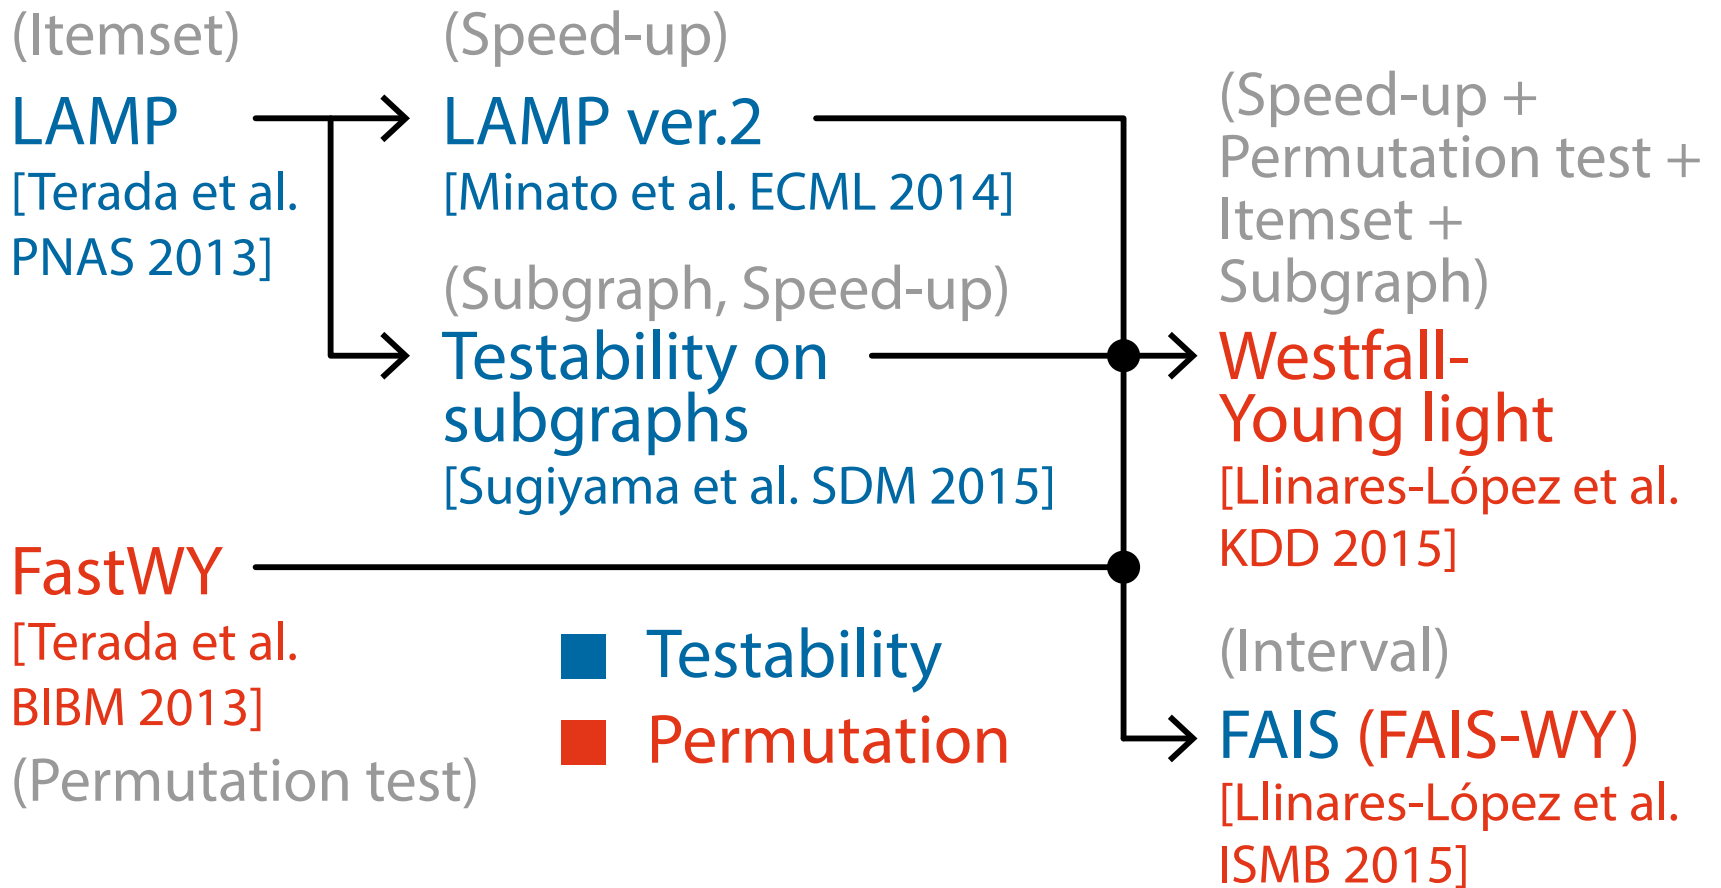 (Itemset)
LAMP
[Terada et al.
PNAS 2013]
(Speed-up)
LAMP ver.2
[Minato et al. ECML 2014]
(Subgraph, Speed-up)
Testability on
subgraphs
[Sugiyama et al. SDM 2015]
(Speed-up +
Permutation test +
Itemset +
Subgraph)
Westfall-
Young light
[Llinares-López et al.
KDD 2015]
FastWY
[Terada et al.
BIBM 2013]
(Permutation test)
Testability
Permutation
(Interval)
FAIS (FAIS-WY)
[Llinares-López et al.
ISMB 2015]